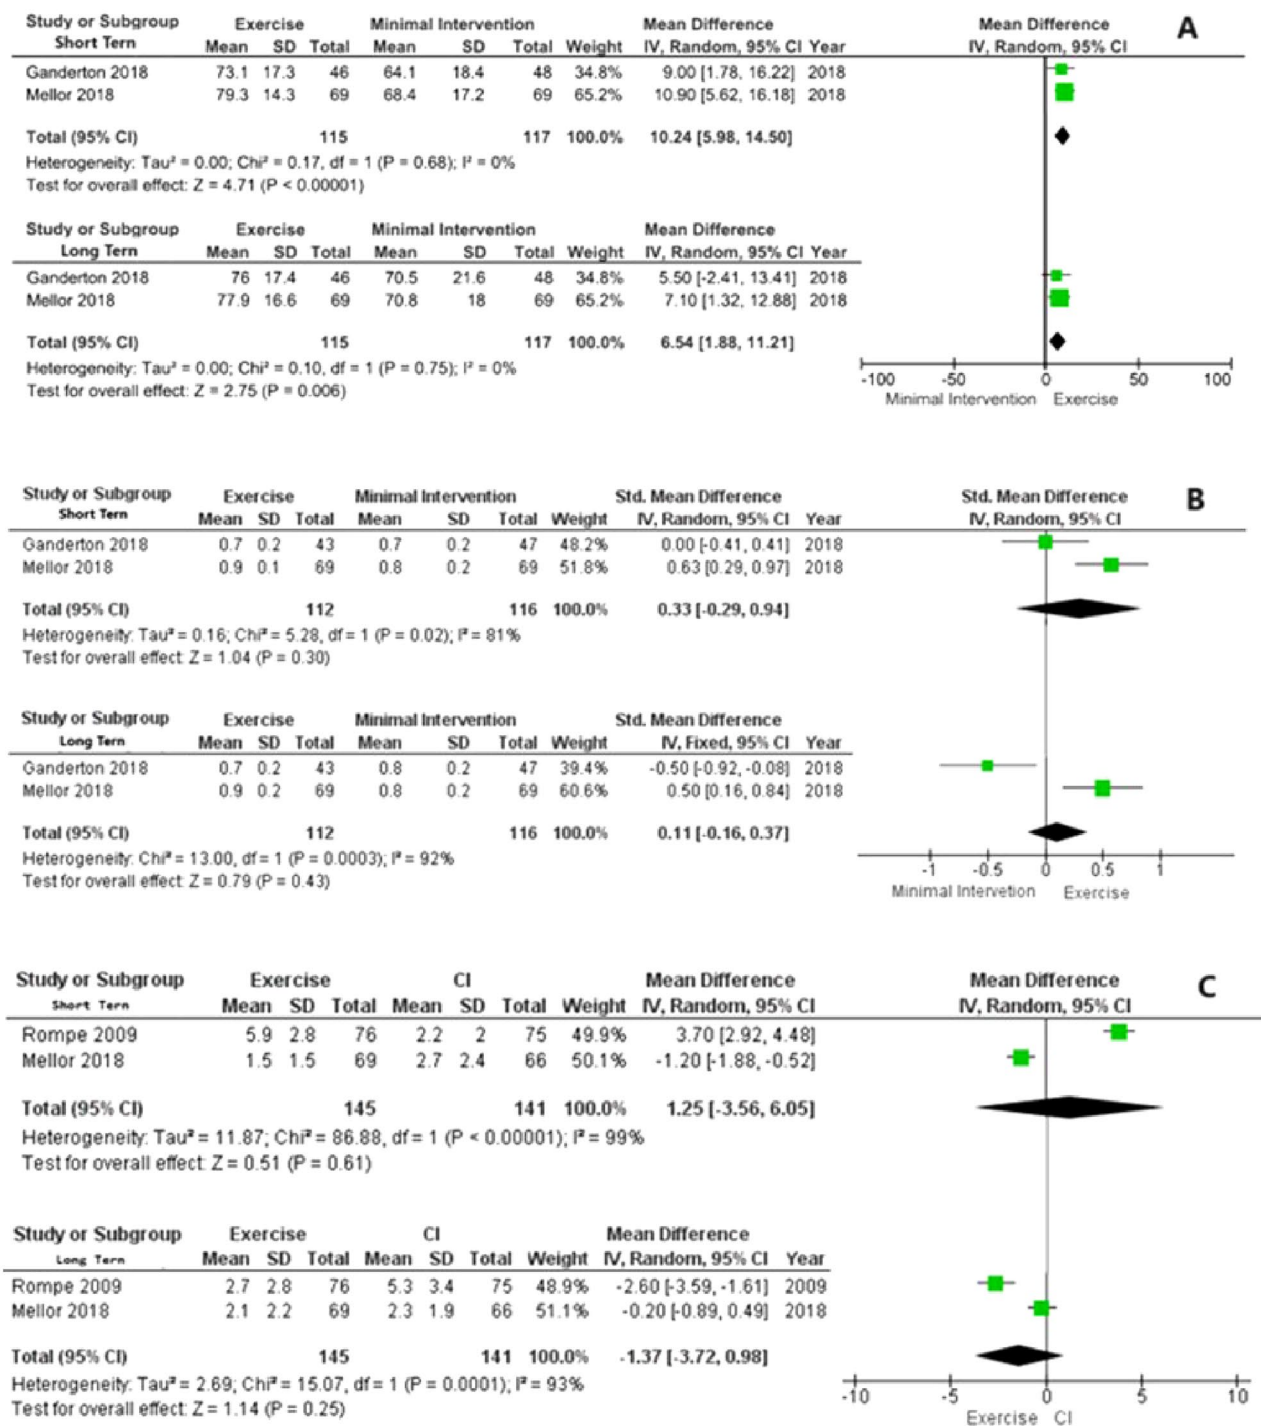 Study or Subgroup Exercise Minimal Intervention Mean Difference Mean Difference A
Short Tern Mean SD Total Mean SD Total Weight IV, Random, 95% CI Year IV, Random, 95% CI
Ganderton 2018 73.1 17.3 46 64.1 18.4 48 34.8% 9.00 [1.78, 16.22] 2018
Mellor 2018 79.3 14.3 69 68.4 17.2 69 65.2% 10.90 [5.62, 16.18] 2018
Total (95% CI) 115 117 100.0% 10.24 [5.98, 14.50]
Heterogeneity: Tau² = 0.00; Chi² = 0.17, df = 1 (P = 0.68); I² = 0%
Test for overall effect: Z = 4.71 (P < 0.00001)
Study or Subgroup Exercise Minimal Intervention Mean Difference
Long Tern Mean SD Total Mean SD Total Weight IV, Random, 95% CI Year
Ganderton 2018 76 17.4 46 70.5 21.6 48 34.8% 5.50 [-2.41, 13.41] 2018
Mellor 2018 77.9 16.6 69 70.8 18 69 65.2% 7.10 [1.32, 12.88] 2018
Total (95% CI) 115 117 100.0% 6.54 [1.88, 11.21]
Heterogeneity: Tau² = 0.00; Chi² = 0.10, df = 1 (P = 0.75); I² = 0%
Test for overall effect: Z = 2.75 (P = 0.006)
-100 -50 0 50 100
Minimal Intervention Exercise
Study or Subgroup Exercise Minimal Intervention Std. Mean Difference Std. Mean Difference B
Short Tern Mean SD Total Mean SD Total Weight IV, Random, 95% CI Year IV, Random, 95% CI
Ganderton 2018 0.7 0.2 43 0.7 0.2 47 48.2% 0.00 [-0.41, 0.41] 2018
Mellor 2018 0.9 0.1 69 0.8 0.2 69 51.8% 0.63 [0.29, 0.97] 2018
Total (95% CI) 112 116 100.0% 0.33 [-0.29, 0.94]
Heterogeneity: Tau² = 0.16; Chi² = 5.28, df = 1 (P = 0.02); I² = 81%
Test for overall effect: Z = 1.04 (P = 0.30)
Study or Subgroup Exercise Minimal Intervention Std. Mean Difference
Long Tern Mean SD Total Mean SD Total Weight IV, Fixed, 95% CI Year
Ganderton 2018 0.7 0.2 43 0.8 0.2 47 39.4% -0.50 [-0.92, -0.08] 2018
Mellor 2018 0.9 0.2 69 0.8 0.2 69 60.6% 0.50 [0.16, 0.84] 2018
Total (95% CI) 112 116 100.0% 0.11 [-0.16, 0.37]
Heterogeneity: Chi² = 13.00, df = 1 (P = 0.0003); I² = 92%
Test for overall effect: Z = 0.79 (P = 0.43)
-1 -0.5 0 0.5 1
Minimal Intervetion Exercise
Study or Subgroup Exercise CI Mean Difference Mean Difference C
Short Tern Mean SD Total Mean SD Total Weight IV, Random, 95% CI IV, Random, 95% CI
Rompe 2009 5.9 2.8 76 2.2 2 75 49.9% 3.70 [2.92, 4.48]
Mellor 2018 1.5 1.5 69 2.7 2.4 66 50.1% -1.20 [-1.88, -0.52]
Total (95% CI) 145 141 100.0% 1.25 [-3.56, 6.05]
Heterogeneity: Tau² = 11.87; Chi² = 86.88, df = 1 (P < 0.00001); I² = 99%
Test for overall effect: Z = 0.51 (P = 0.61)
Study or Subgroup Exercise CI Mean Difference
Long Tern Mean SD Total Mean SD Total Weight IV, Random, 95% CI Year
Rompe 2009 2.7 2.8 76 5.3 3.4 75 48.9% -2.60 [-3.59, -1.61] 2009
Mellor 2018 2.1 2.2 69 2.3 1.9 66 51.1% -0.20 [-0.89, 0.49] 2018
Total (95% CI) 145 141 100.0% -1.37 [-3.72, 0.98]
Heterogeneity: Tau² = 2.69; Chi² = 15.07, df = 1 (P = 0.0001); I² = 93%
Test for overall effect: Z = 1.14 (P = 0.25)
-10 -5 0 5 10
Exercise CI